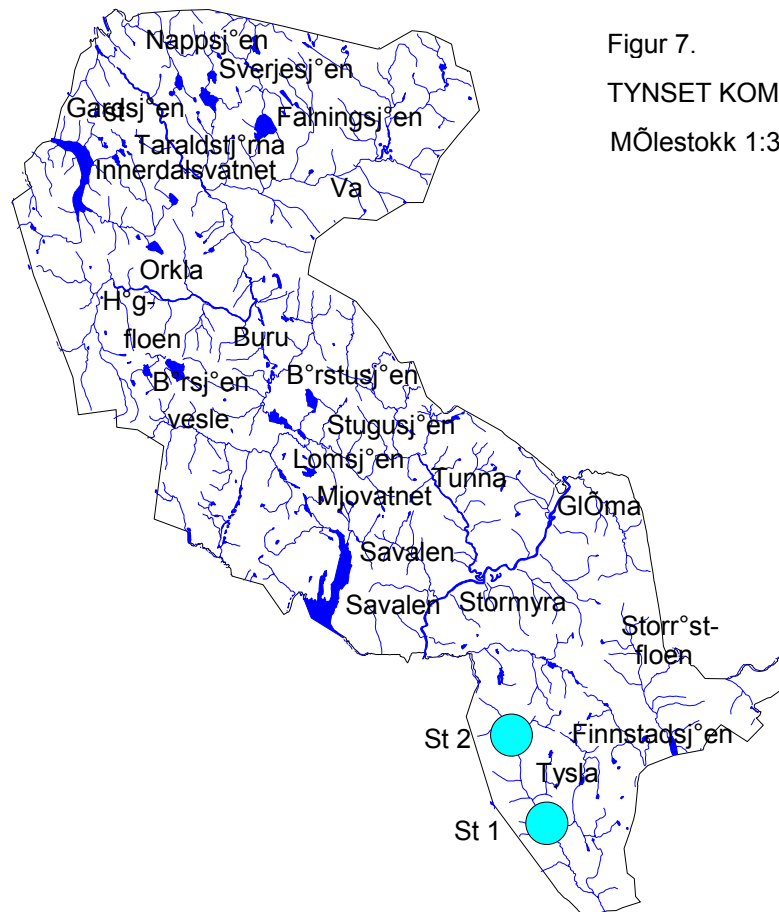 Figur 7.
TYNSET KOM
MÕlestokk 1:3
Nappsj°en
Sverjesj°en
Gardsj°en
st
Falningsj°en
Taraldstj°rna
Innerdalsvatnet
Va
Orkla
H°g-
floen
Buru
B°rsj°en
vesle
B°rstusj°en
Stugusj°en
Lomsj°en
Tunna
Mjovatnet
GlÕma
Savalen
Savalen
Stormyra
Storr°st-
floen
St 2
Finnstadsj°en
Tysla
St 1